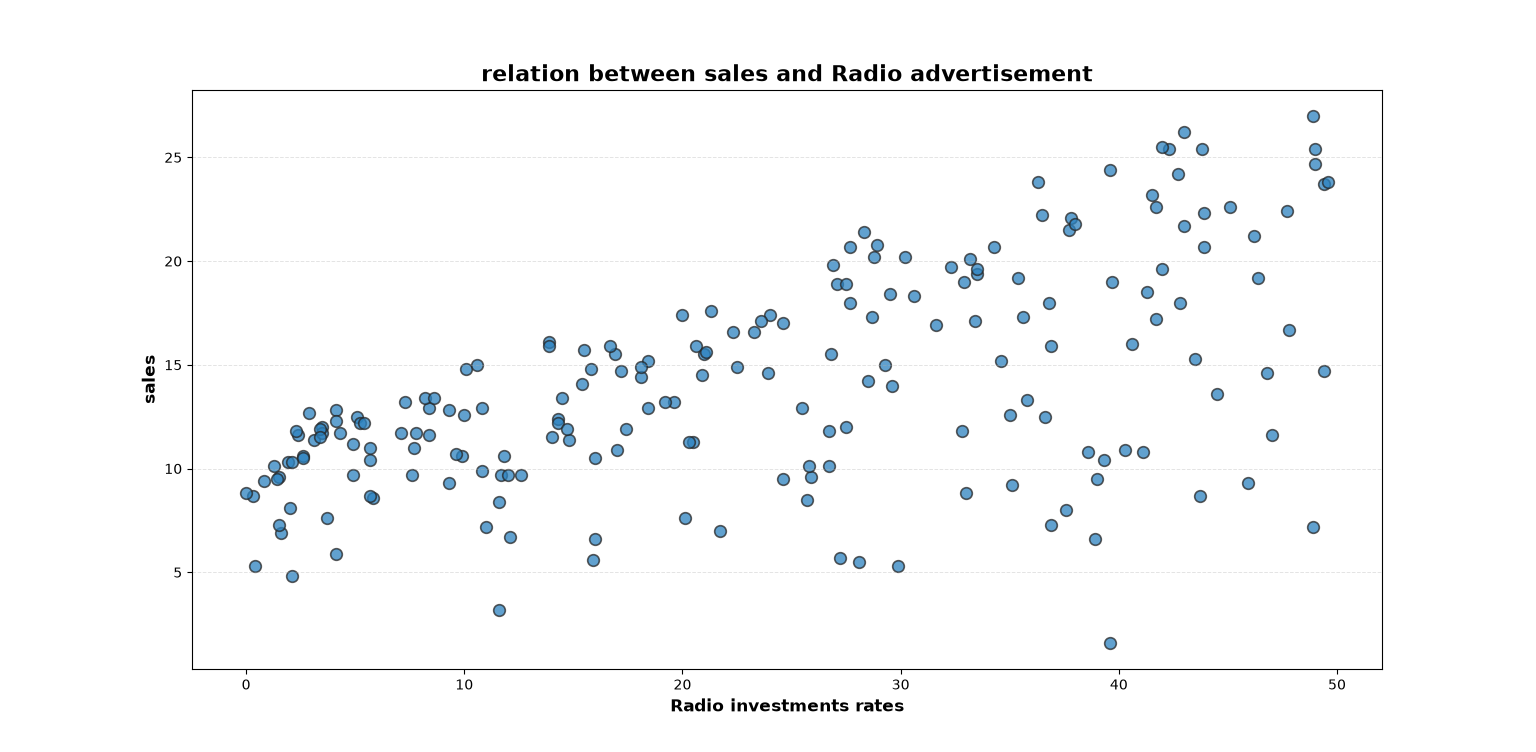 relation between sales and Radio advertisement
sales
25
20
15
10
5
0 10 20 30 40 50
Radio investments rates